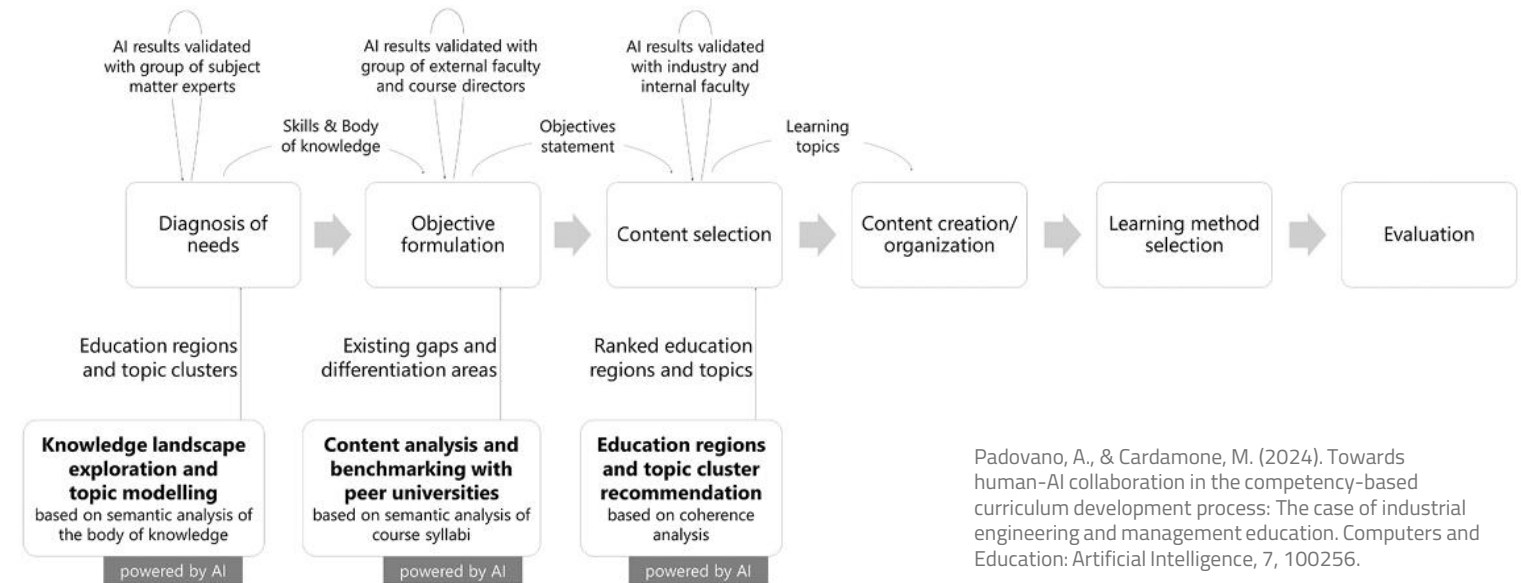 AI results validated
with group of subject
matter experts
AI results validated with
group of external faculty
and course directors
AI results validated
with industry and
internal faculty
Skills & Body
of knowledge
Objectives
statement
Learning
topics
Diagnosis of
needs
Objective
formulation
Content selection
Content creation/
organization
Learning method
selection
Evaluation
Education regions
and topic clusters
Existing gaps and
differentiation areas
Ranked education
regions and topics
Knowledge landscape
exploration and
topic modelling
based on semantic analysis of
the body of knowledge
powered by AI
Content analysis and
benchmarking with
peer universities
based on semantic analysis of
course syllabi
powered by AI
Education regions
and topic cluster
recommendation
based on coherence
analysis
powered by AI
Padovano, A., & Cardamone, M. (2024). Towards
human-AI collaboration in the competency-based
curriculum development process: The case of industrial
engineering and management education. Computers and
Education: Artificial Intelligence, 7, 100256.